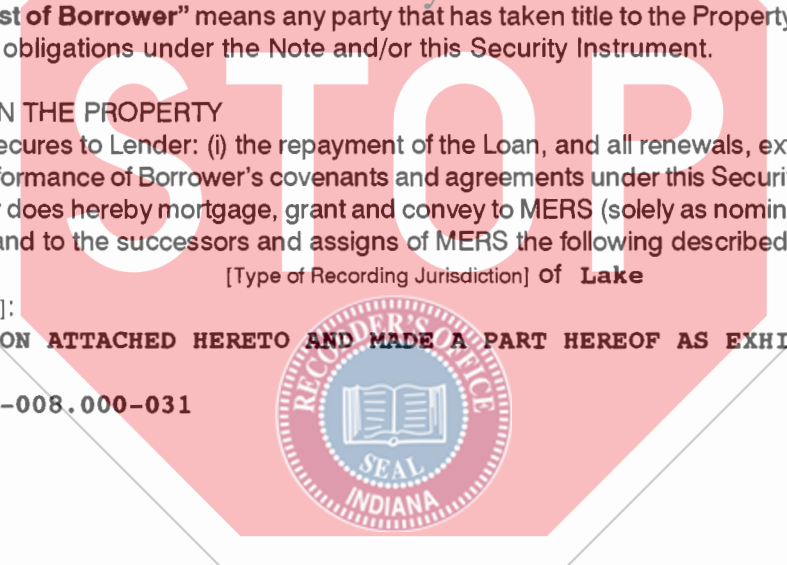 st of Borrower” means any party that has taken title to the Property
obligations under the Note and/or this Security Instrument.
STOP
N THE PROPERTY
ecures to Lender: (i) the repayment of the Loan, and all renewals, ex
formance of Borrower’s covenants and agreements under this Securi
does hereby mortgage, grant and convey to MERS (solely as nomin
and to the successors and assigns of MERS the following described
[Type of Recording Jurisdiction] of Lake
]:
ON ATTACHED HERETO AND MADE A PART HEREOF AS EXHI
-008.000-031
RECORDER'S OFFICE
SEAL
INDIANA